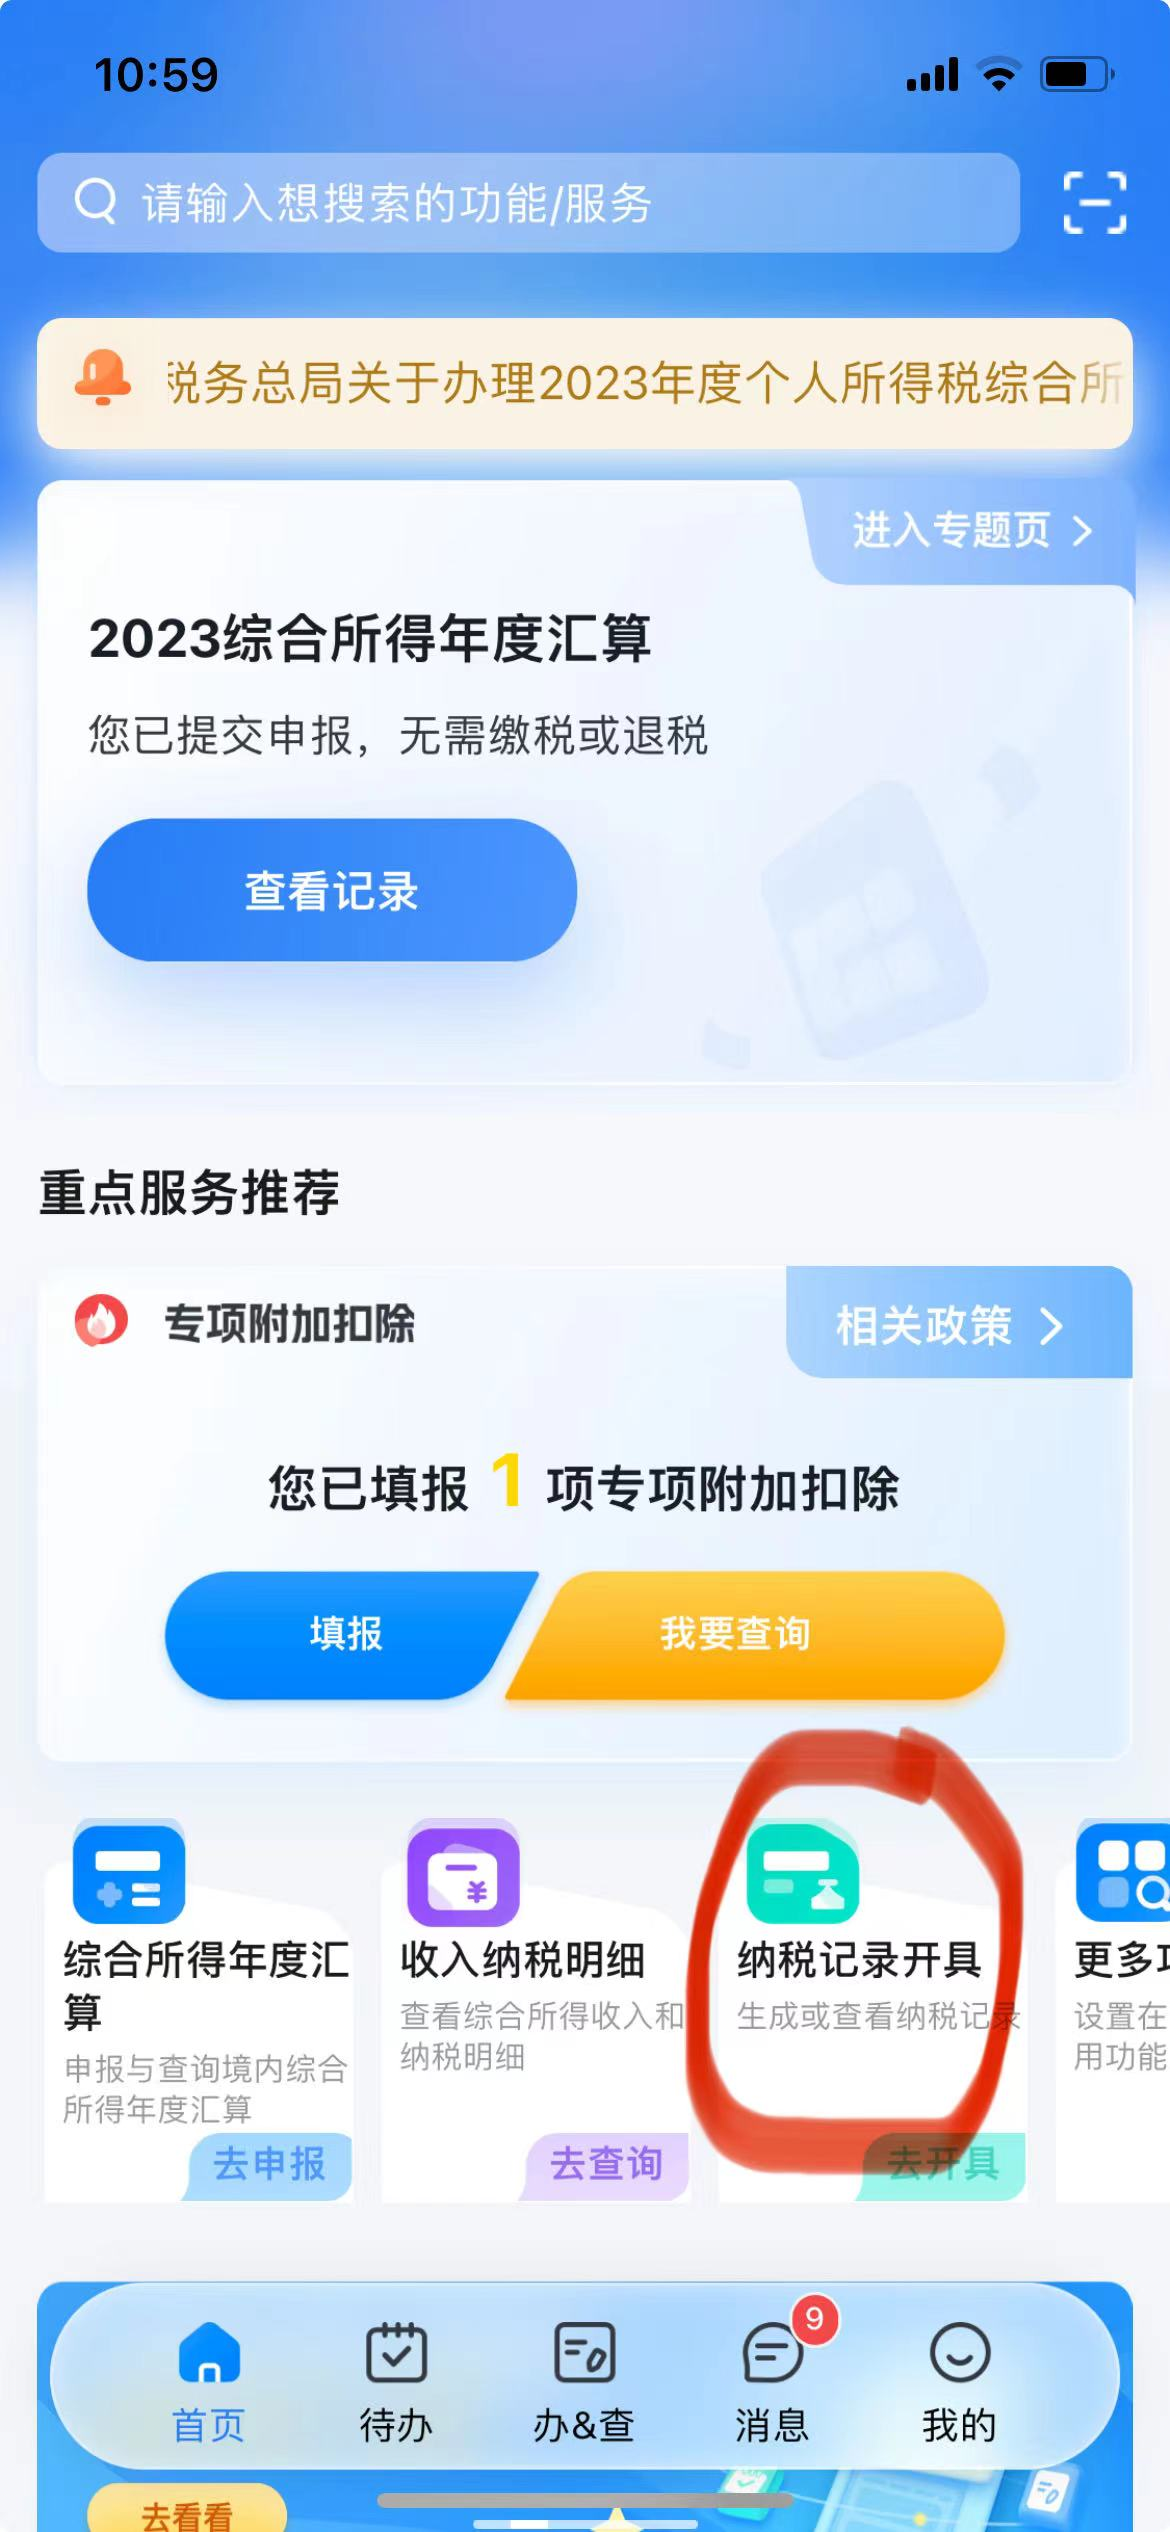 10:59
请输入想搜索的功能/服务
税务总局关于办理2023年度个人所得税综合所
进入专题页
2023综合所得年度汇算
您已提交申报，无需缴税或退税
查看记录
重点服务推荐
专项附加扣除
相关政策
您已填报 1 项专项附加扣除
填报
我要查询
综合所得年度汇
算
申报与查询境内综合
所得年度汇算
去申报
收入纳税明细
查看综合所得收入和
纳税明细
去查询
纳税记录开具
生成或查看纳税记录
去开具
更多
设置在
用功能
9
首页
待办
办&查
消息
我的
去看看